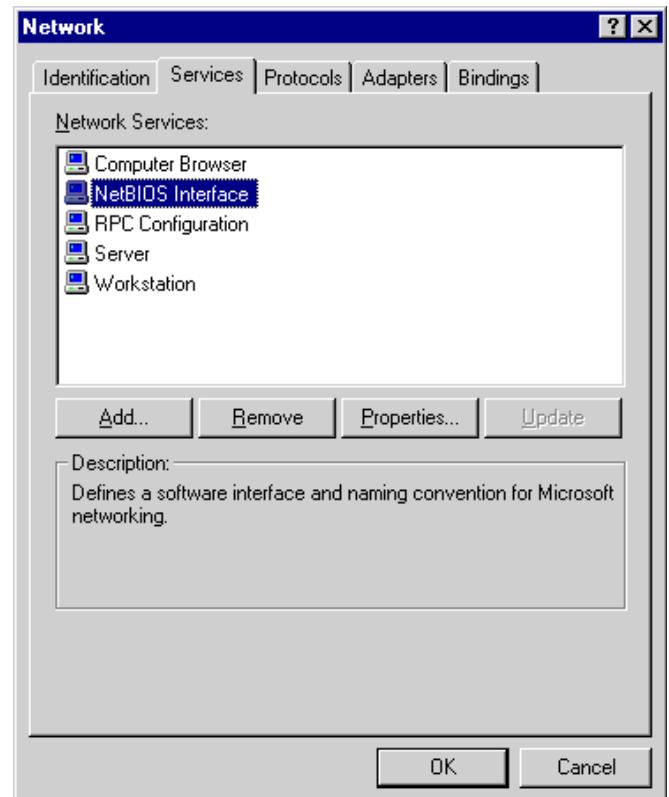 Network
Identification Services Protocols Adapters Bindings
Network Services:
Computer Browser
NetBIOS Interface
RPC Configuration
Server
Workstation
Add... Remove Properties... Update
Description:
Defines a software interface and naming convention for Microsoft
networking.
OK Cancel